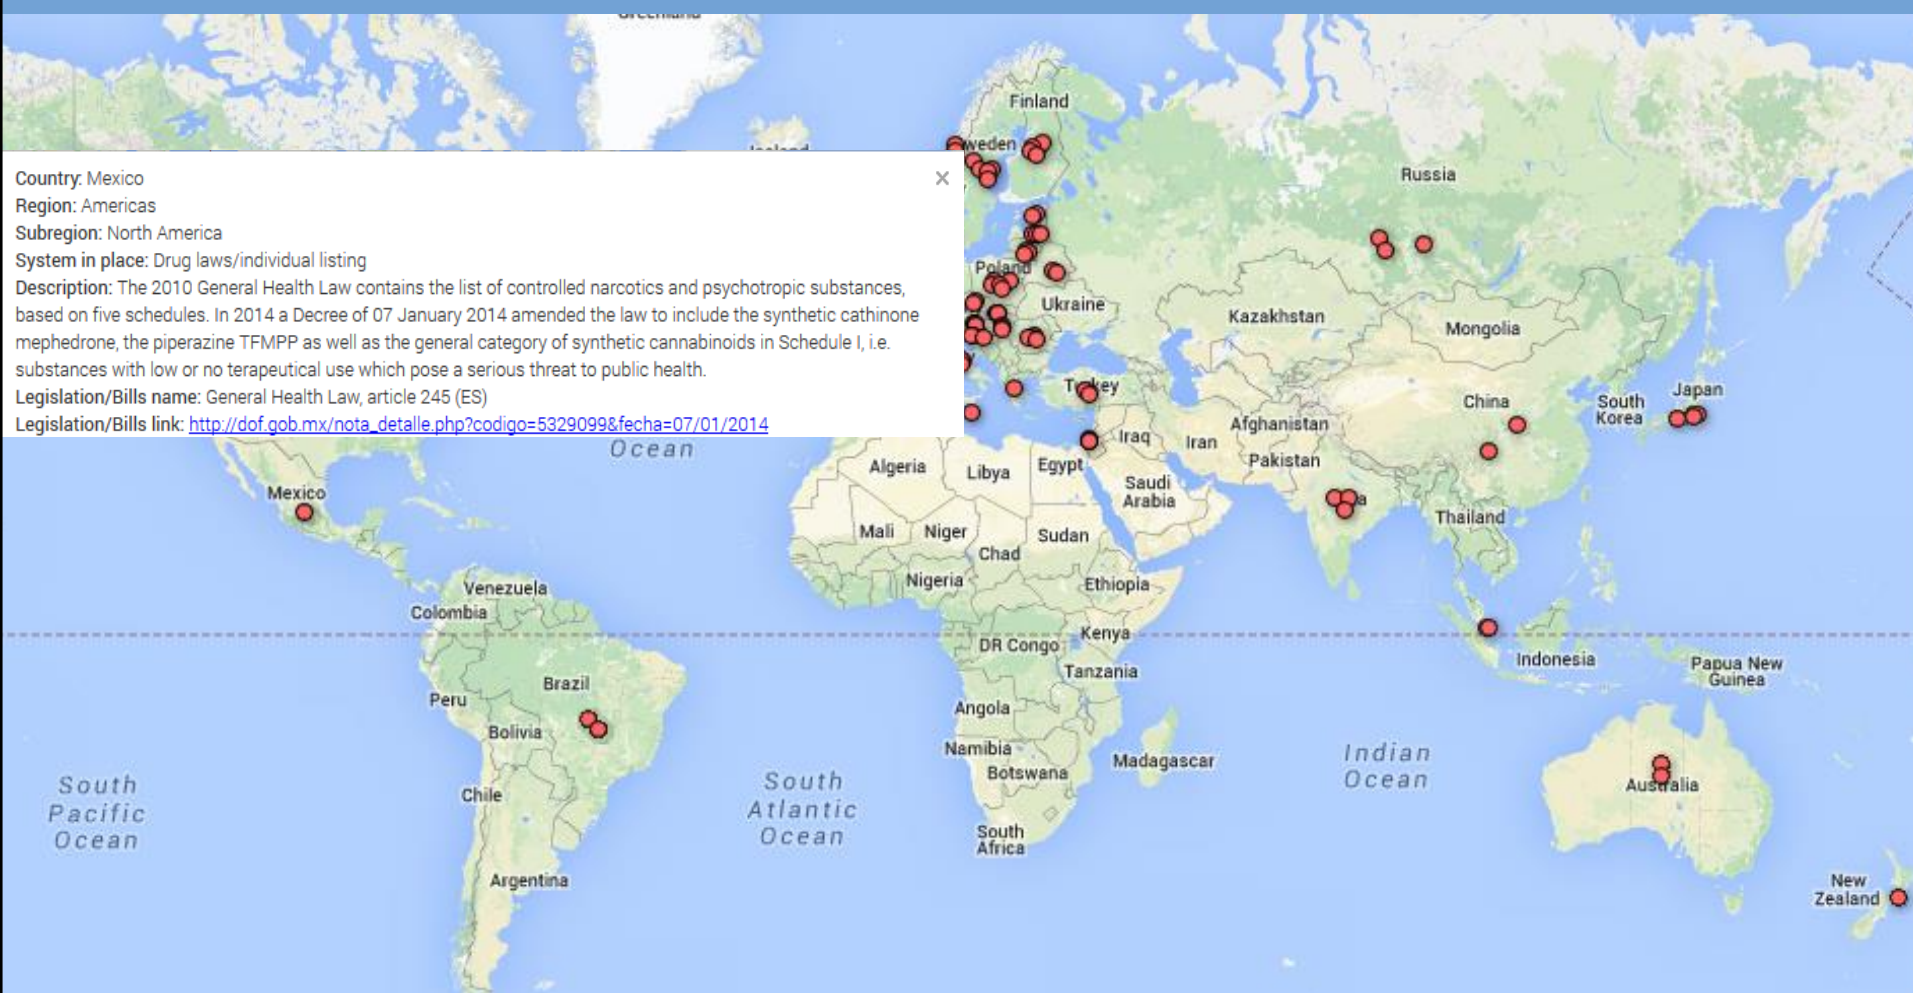 Greenland
Finland
Iceland
weden
Russia
Country: Mexico
Region: Americas
Subregion: North America
System in place: Drug laws/individual listing
Description: The 2010 General Health Law contains the list of controlled narcotics and psychotropic substances,
based on five schedules. In 2014 a Decree of 07 January 2014 amended the law to include the synthetic cathinone
mephedrone, the piperazine TFMPP as well as the general category of synthetic cannabinoids in Schedule I, i.e.
substances with low or no terapeutical use which pose a serious threat to public health.
Legislation/Bills name: General Health Law, article 245 (ES)
Legislation/Bills link: http://dof.gob.mx/nota_detalle.php?codigo=5329099&fecha=07/01/2014
Poland
Ukraine
Kazakhstan
Mongolia
Turkey
China
South
Korea
Japan
Afghanistan
Iraq
Iran
Pakistan
Ocean
Algeria
Libya
Egypt
Saudi
Arabia
Mexico
Mali
Niger
Chad
Sudan
Thailand
Nigeria
Ethiopia
Venezuela
Colombia
DR Congo
Kenya
Tanzania
Indonesia
Papua New
Guinea
Brazil
Peru
Bolivia
Angola
Namibia
Botswana
Madagascar
Indian
Ocean
Australia
South
Pacific
Ocean
Chile
South
Atlantic
Ocean
South
Africa
Argentina
New
Zealand